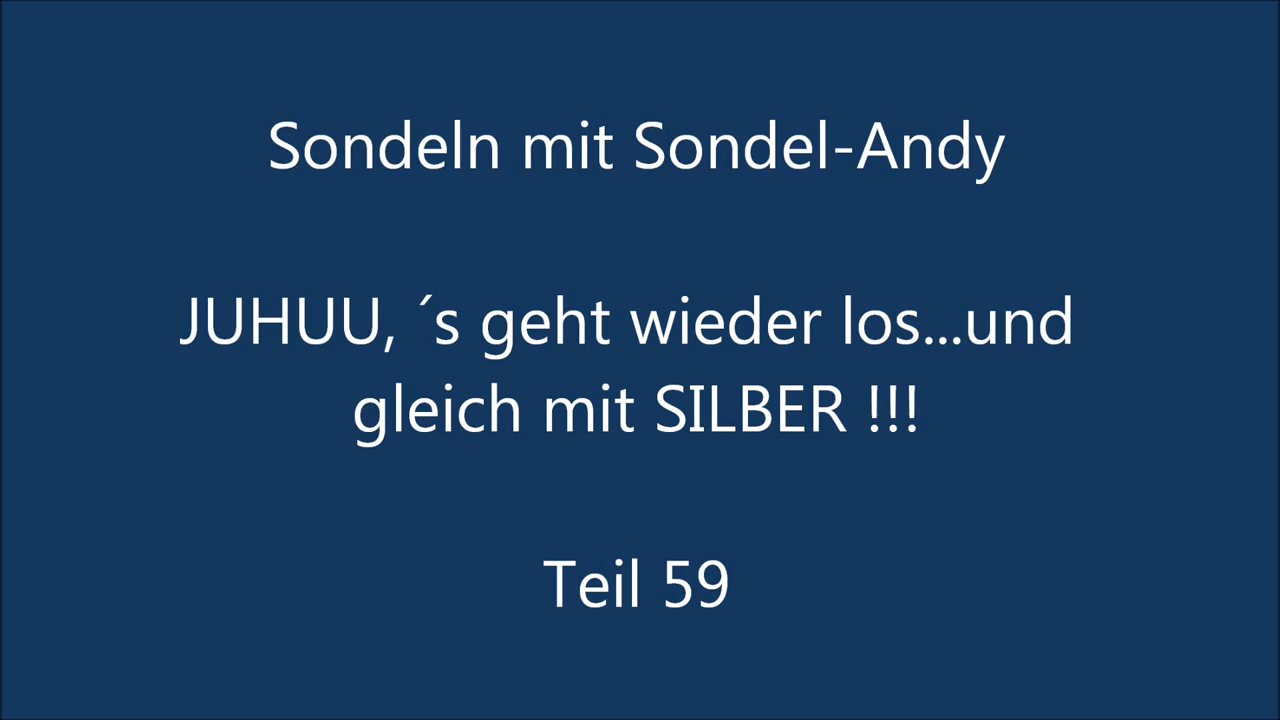 Sondeln mit Sondel-Andy
JUHUU, ´s geht wieder los...und
gleich mit SILBER !!!
Teil 59